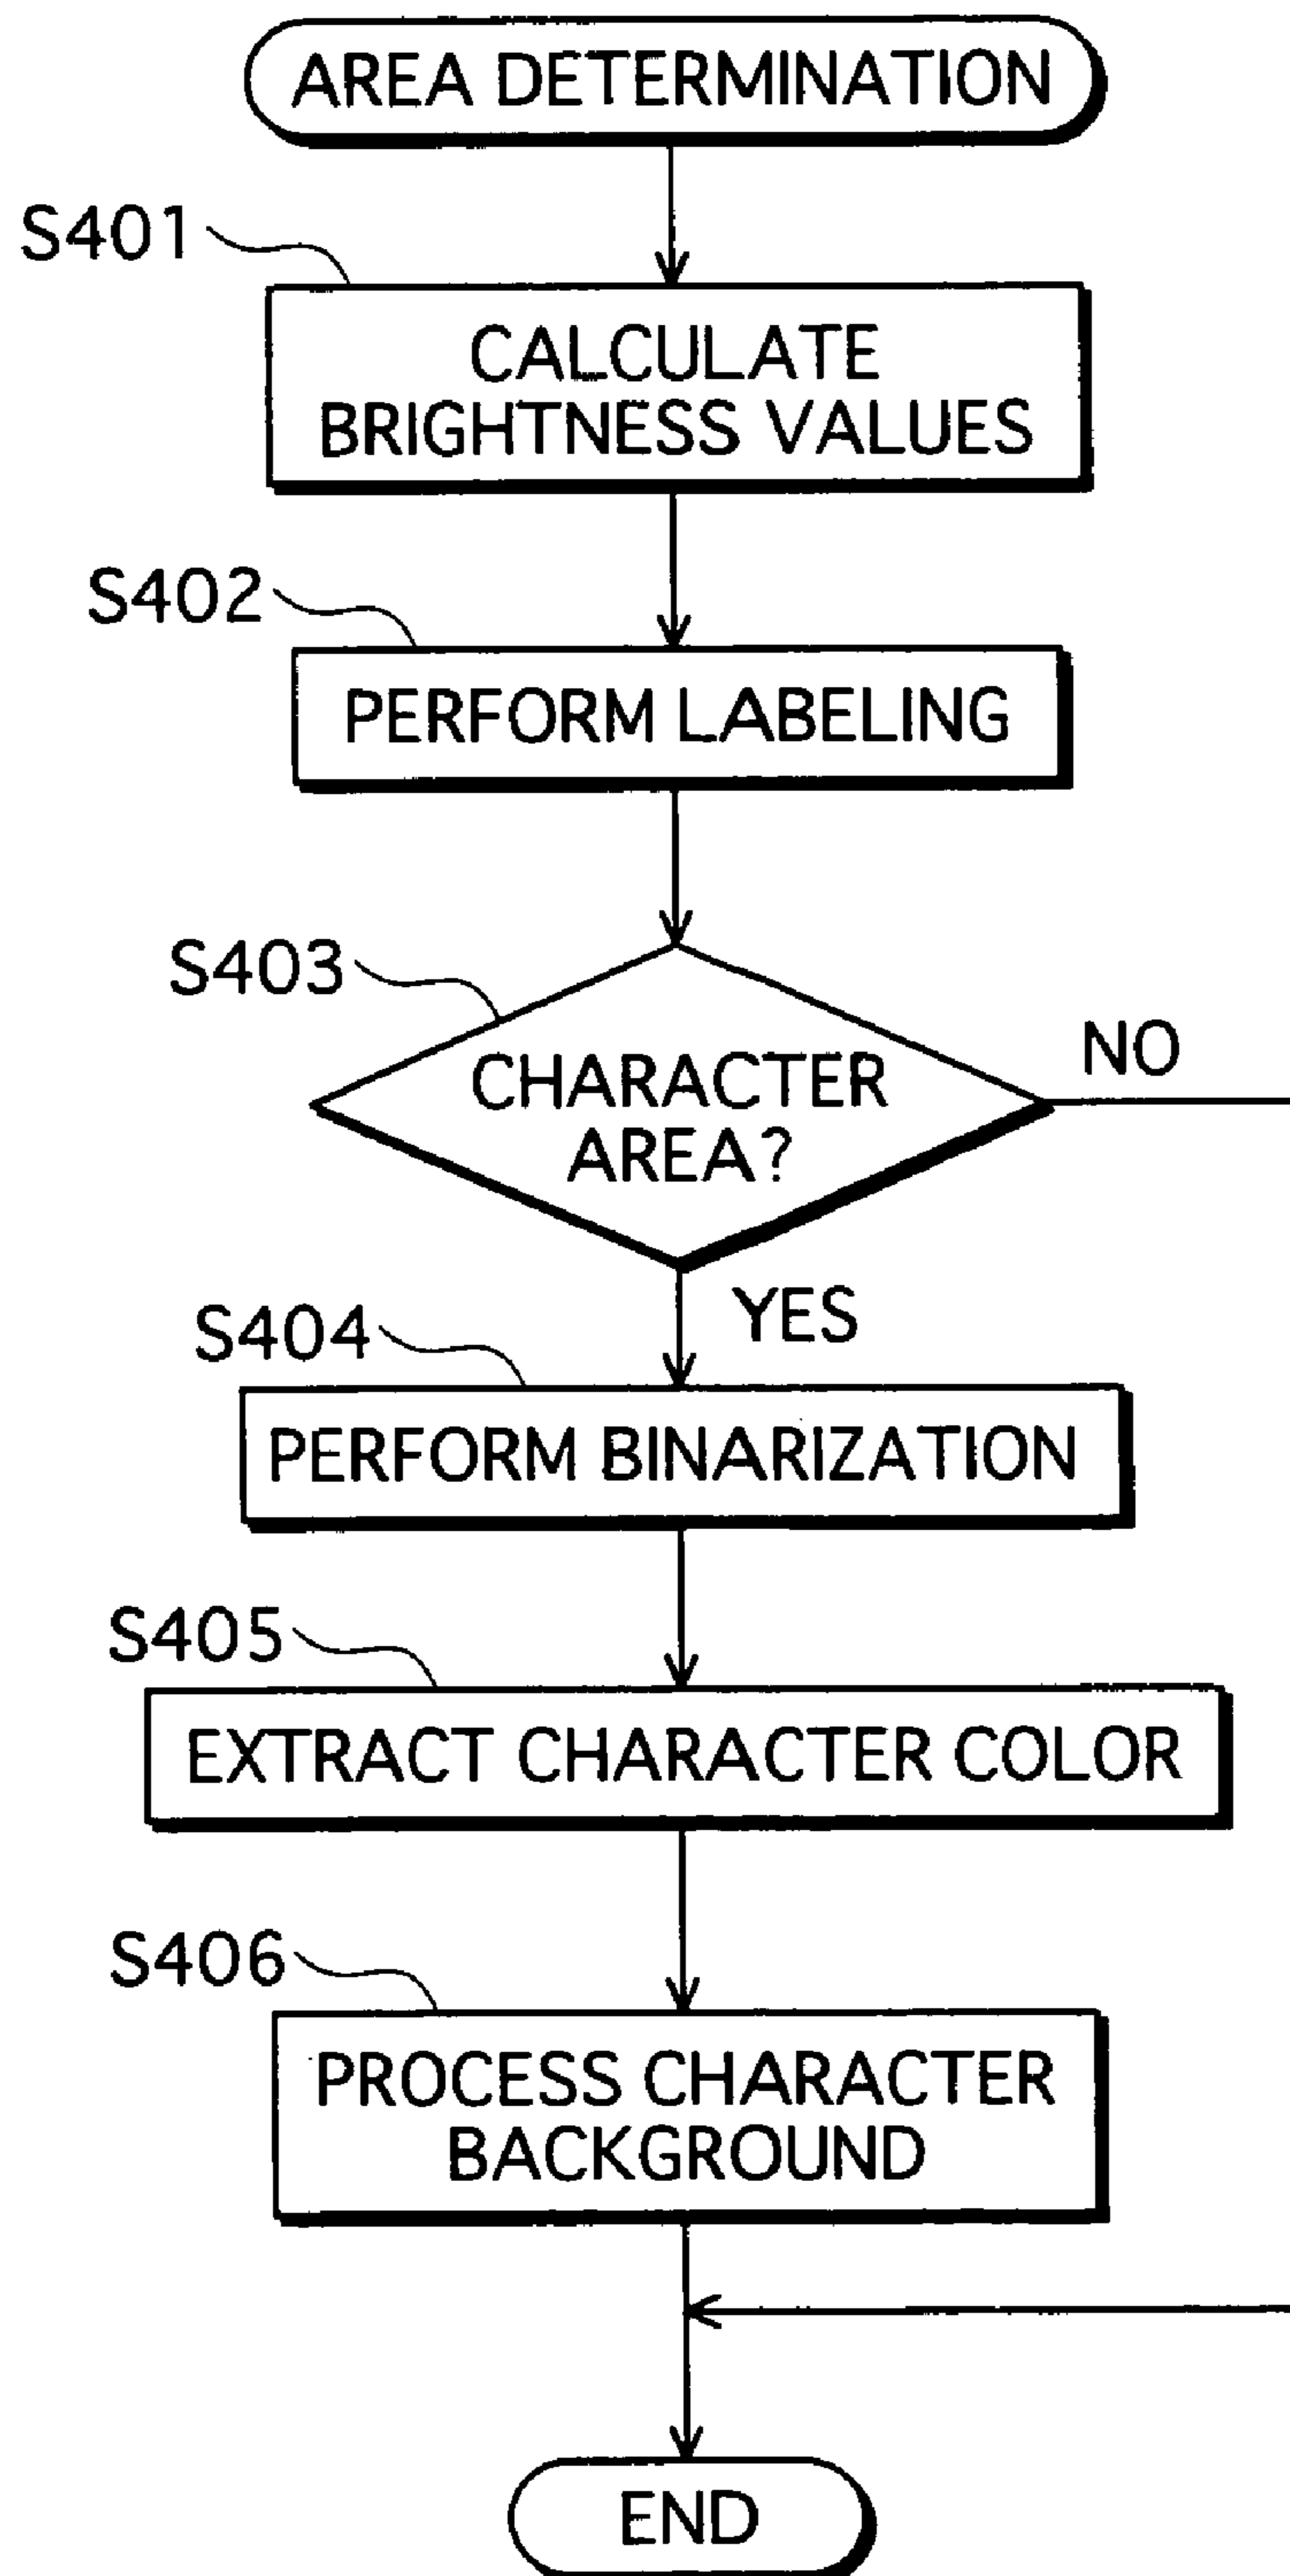 AREA DETERMINATION
S401
CALCULATE
BRIGHTNESS VALUES
S402
PERFORM LABELING
S403
CHARACTER
AREA?
NO
YES
S404
PERFORM BINARIZATION
S405
EXTRACT CHARACTER COLOR
S406
PROCESS CHARACTER
BACKGROUND
END